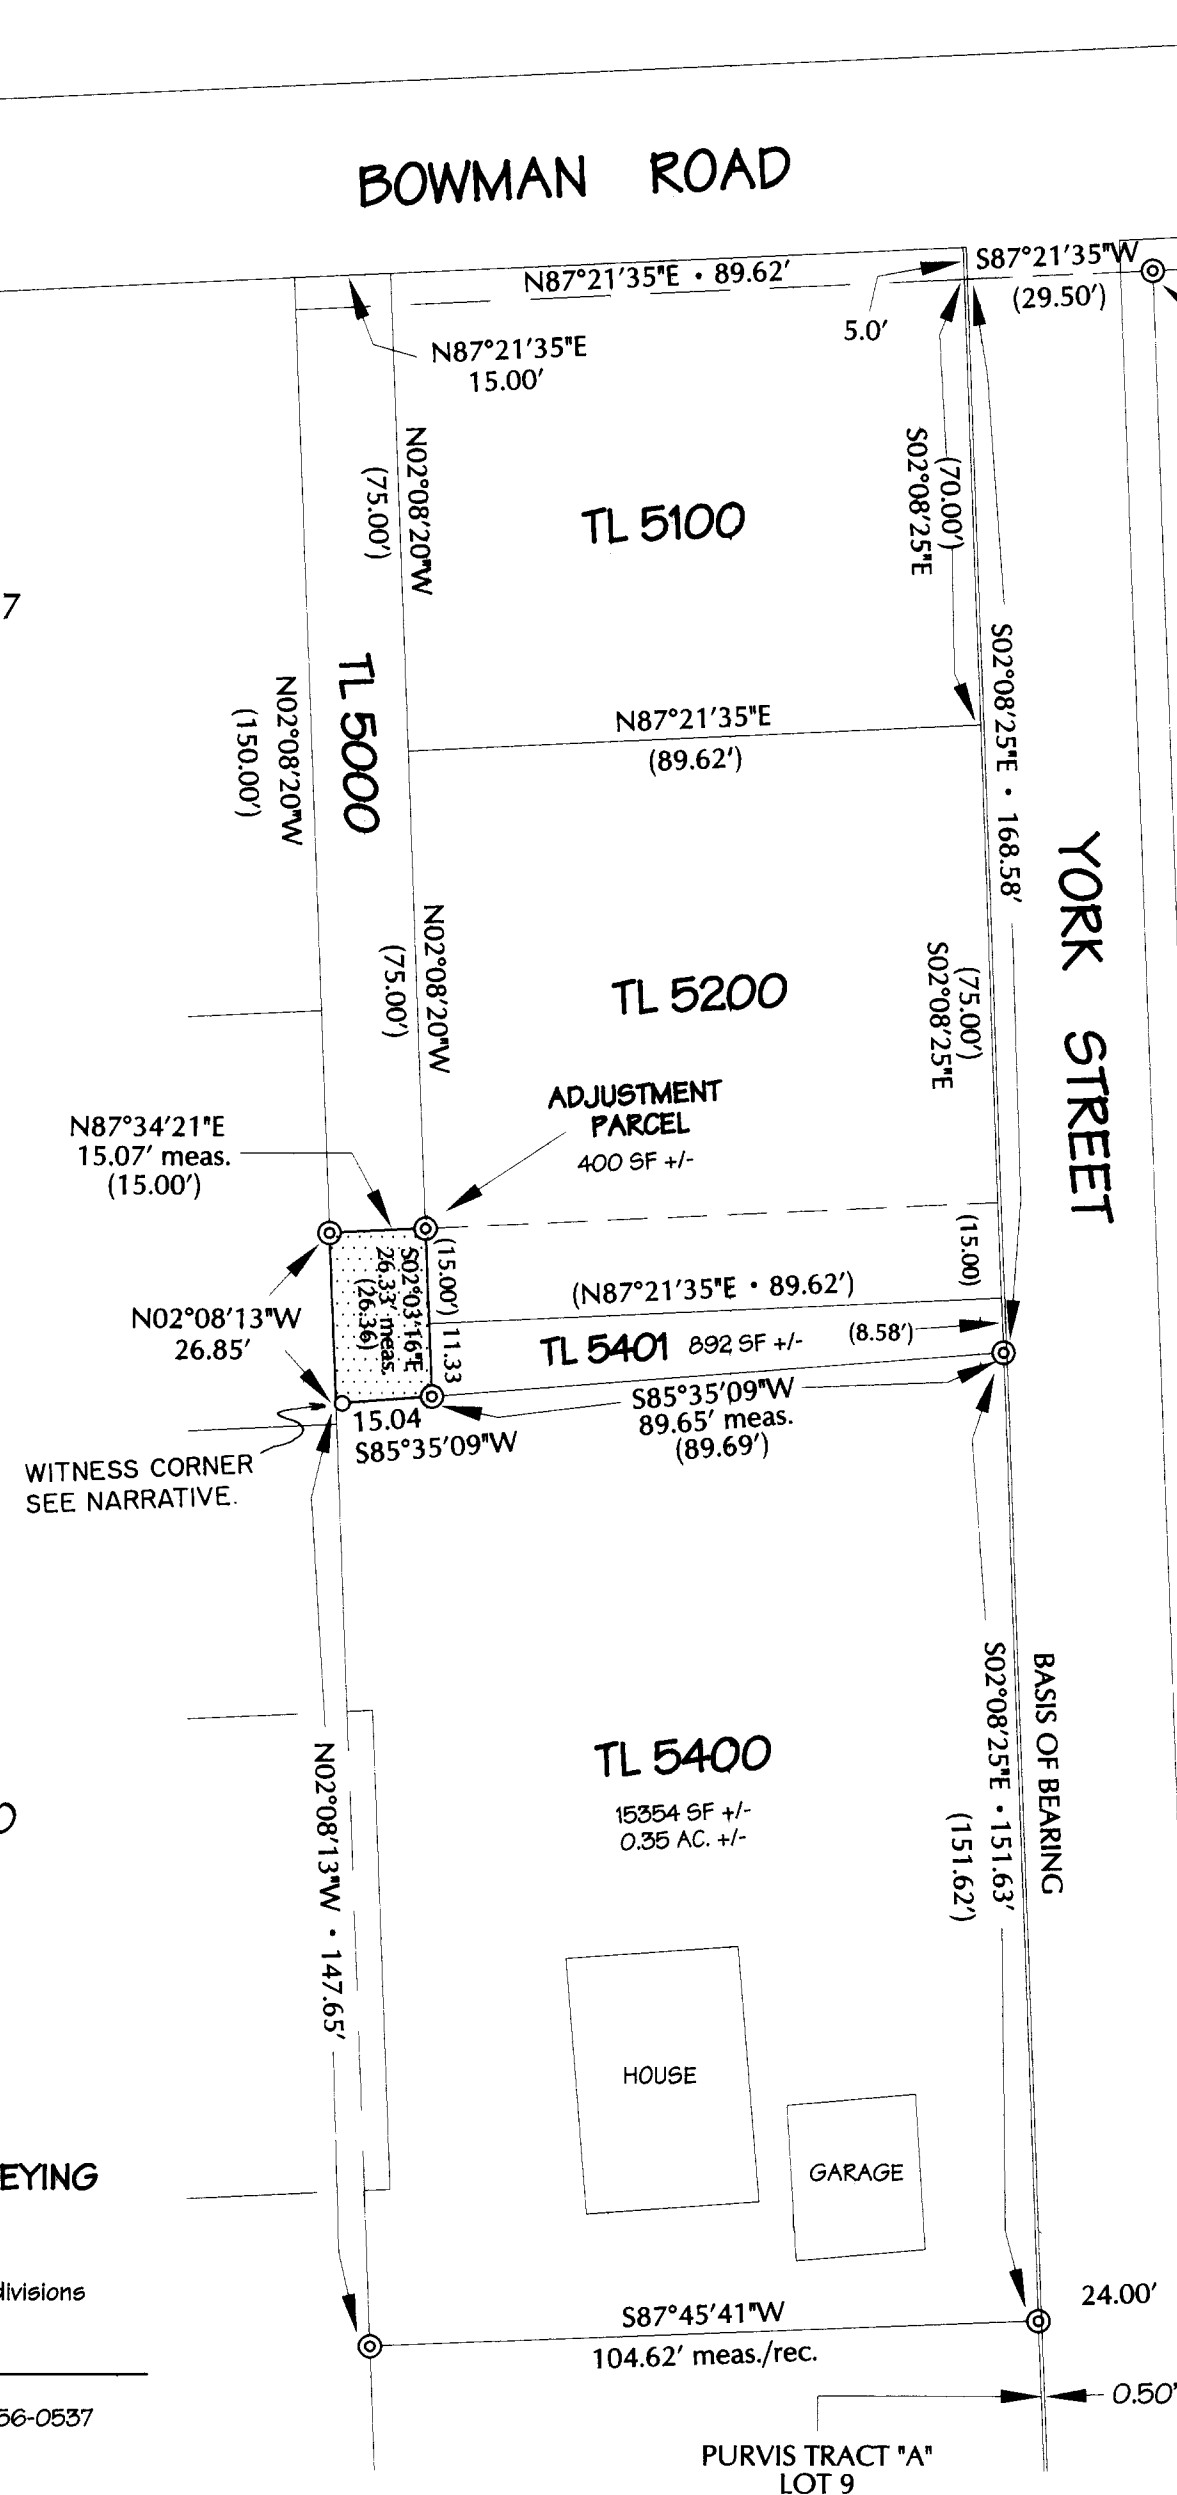 BOWMAN ROAD
N87°21'35"E • 89.62'
S87°21'35"W
(29.50')
5.0'
N87°21'35"E
15.00'
N02°08'20"W
(75.00')
TL 5100
(70.00')
S02°08'25"E
7
TL 5000
N02°08'20"W
(150.00')
N87°21'35"E
(89.62')
S02°08'25"E • 168.58'
YORK STREET
N02°08'20"W
(75.00')
TL 5200
(75.00')
S02°08'25"E
ADJUSTMENT
PARCEL
400 SF +/-
N87°34'21"E
15.07' meas.
(15.00')
(15.00)
(15.00') 11.33
S02°03'16"E
26.33' meas.
(26.36)
(N87°21'35"E • 89.62')
N02°08'13"W
26.85'
TL 5401 892 SF +/-
(8.58')
S85°35'09"W
89.65' meas.
(89.69')
15.04
S85°35'09"W
WITNESS CORNER
SEE NARRATIVE.
BASIS OF BEARING
S02°08'25"E • 151.63'
(151.62')
TL 5400
15354 SF +/-
0.35 AC. +/-
N02°08'13"W • 147.65'
HOUSE
GARAGE
EYING
divisions
56-0537
24.00'
S87°45'41"W
104.62' meas./rec.
0.50'
PURVIS TRACT "A"
LOT 9